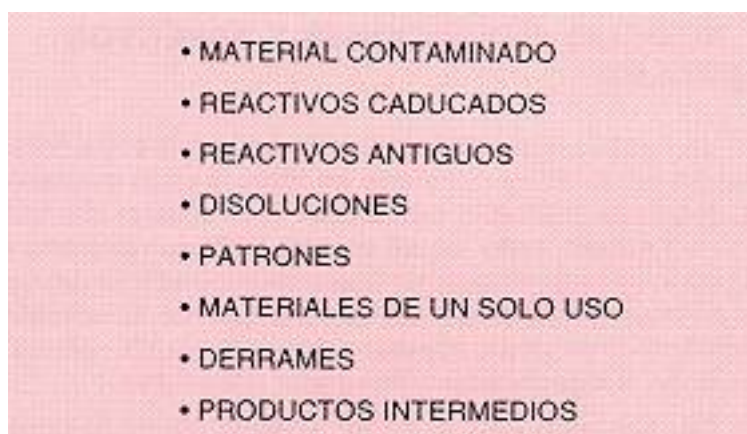 • MATERIAL CONTAMINADO
• REACTIVOS CADUCADOS
• REACTIVOS ANTIGUOS
• DISOLUCIONES
• PATRONES
• MATERIALES DE UN SOLO USO
• DERRAMES
• PRODUCTOS INTERMEDIOS